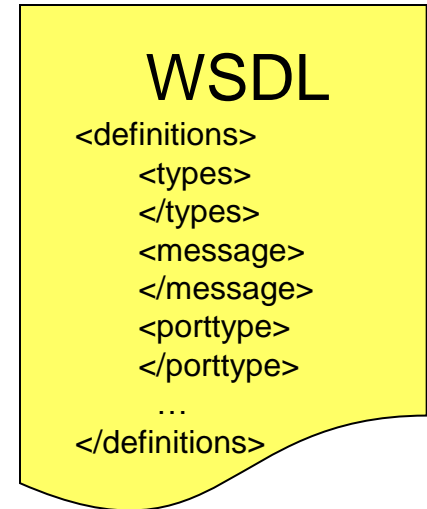 WSDL
<definitions>
<types>
</types>
<message>
</message>
<porttype>
</porttype>
…
</definitions>